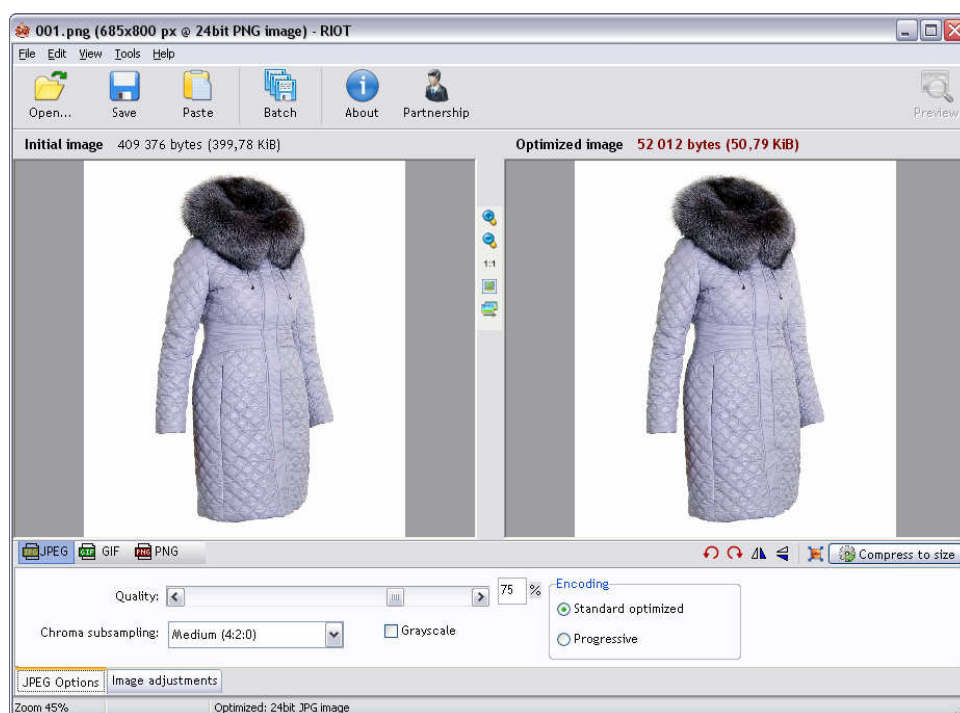 001.png (685x800 px @ 24bit PNG image) - RIOT
File Edit View Tools Help
Open... Save Paste Batch About Partnership Preview
Initial image 409 376 bytes (399,78 KiB) Optimized image 52 012 bytes (50,79 KiB)
1:1
JPEG GIF PNG Compress to size
Quality: 75 % Encoding
Standard optimized
Chroma subsampling: Medium (4:2:0) Grayscale
Progressive
JPEG Options Image adjustments
Zoom 45% Optimized: 24bit JPG image